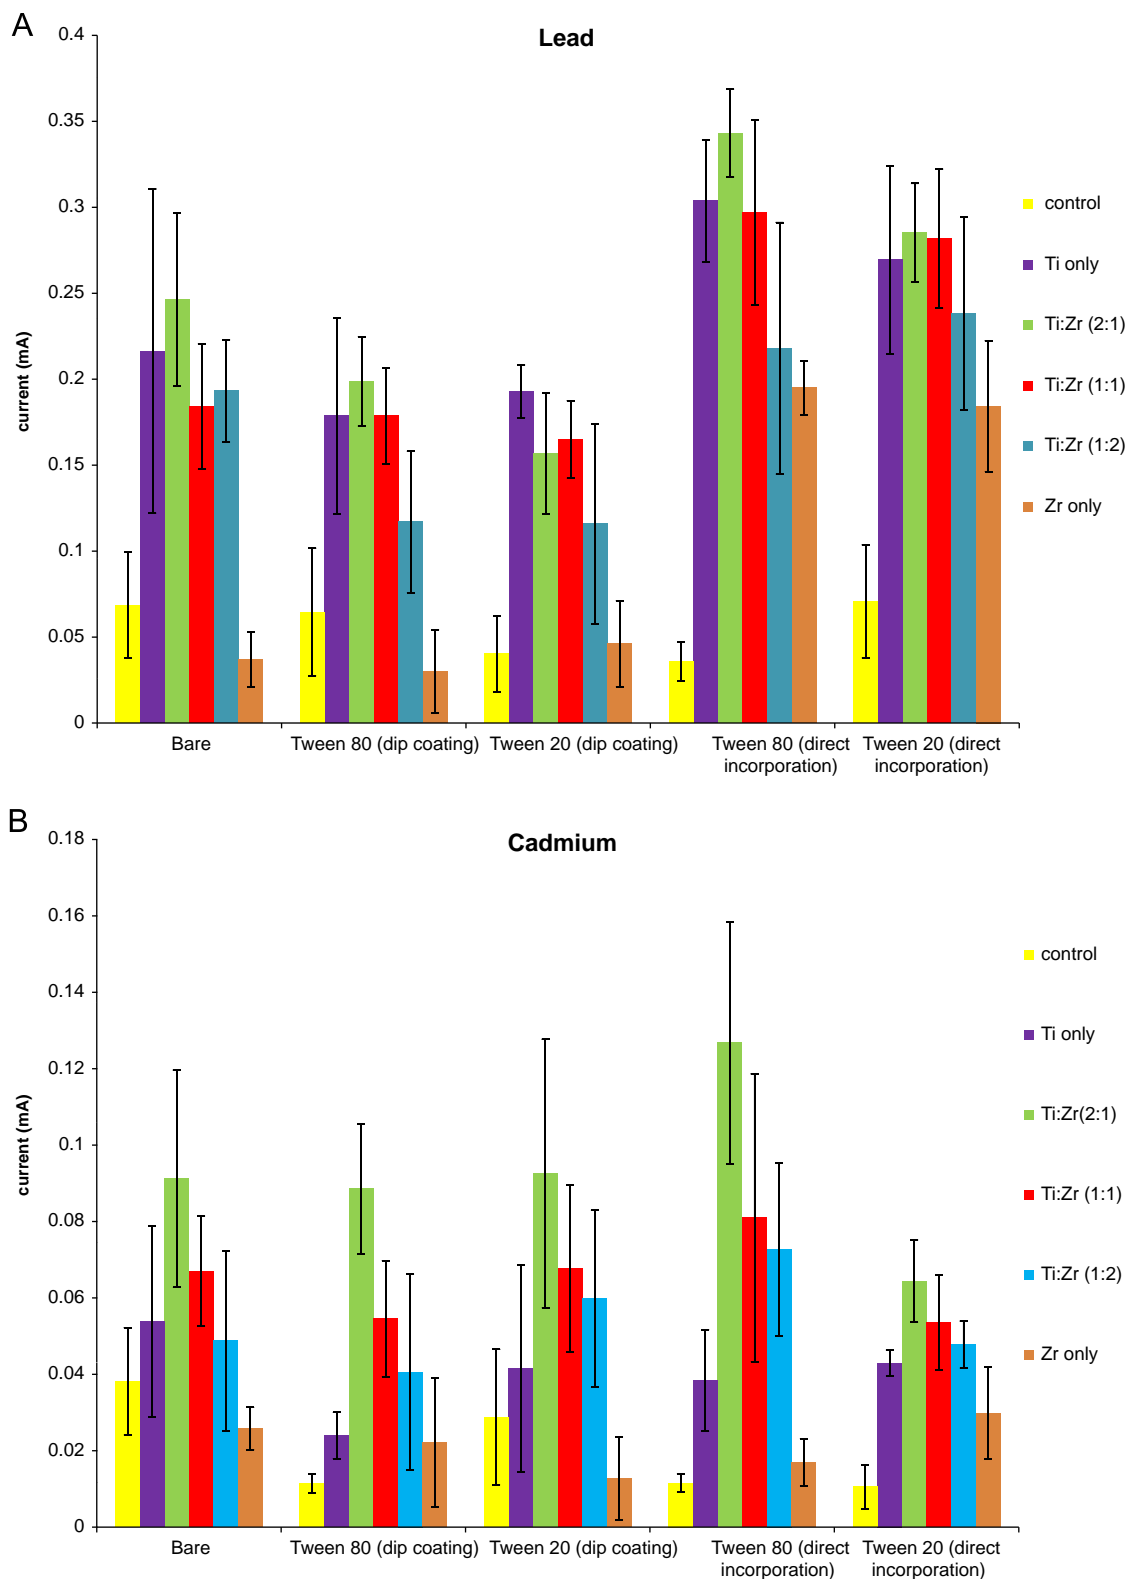 A
Lead
0.4
0.35
0.3
0.25
0.2
0.15
0.1
0.05
0
current (mA)
Bare
Tween 80 (dip coating)
Tween 20 (dip coating)
Tween 80 (direct
incorporation)
Tween 20 (direct
incorporation)
control
Ti only
Ti:Zr (2:1)
Ti:Zr (1:1)
Ti:Zr (1:2)
Zr only
B
Cadmium
0.18
0.16
0.14
0.12
0.1
0.08
0.06
0.04
0.02
0
current (mA)
Bare
Tween 80 (dip coating)
Tween 20 (dip coating)
Tween 80 (direct
incorporation)
Tween 20 (direct
incorporation)
control
Ti only
Ti:Zr(2:1)
Ti:Zr (1:1)
Ti:Zr (1:2)
Zr only